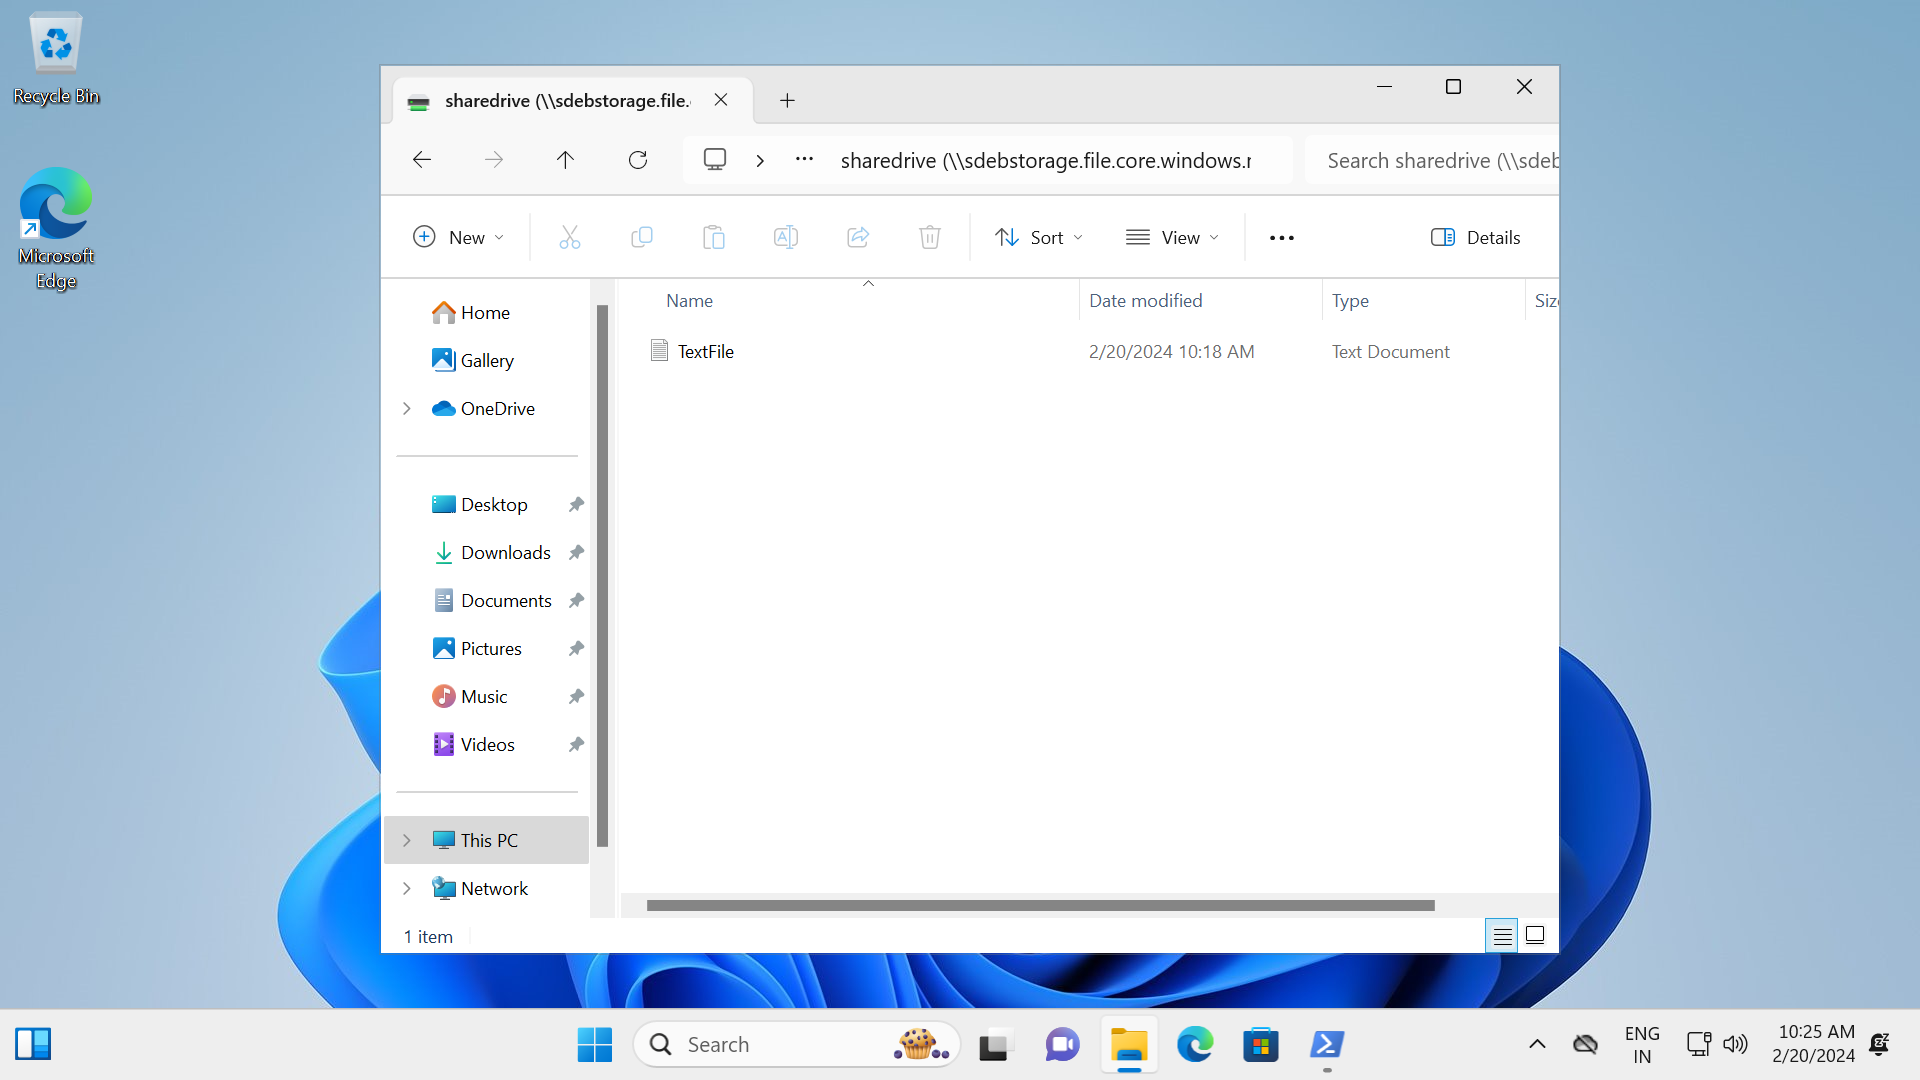 Recycle Bin
Microsoft
Edge
sharedrive (\\sdebstorage.file.
sharedrive (\\sdebstorage.file.core.windows.r
Search sharedrive (\\sdeb
New
Sort
View
Details
Name
Date modified
Type
Siz
TextFile
2/20/2024 10:18 AM
Text Document
Home
Gallery
OneDrive
Desktop
Downloads
Documents
Pictures
Music
Videos
This PC
Network
1 item
Search
ENG
IN
10:25 AM
2/20/2024